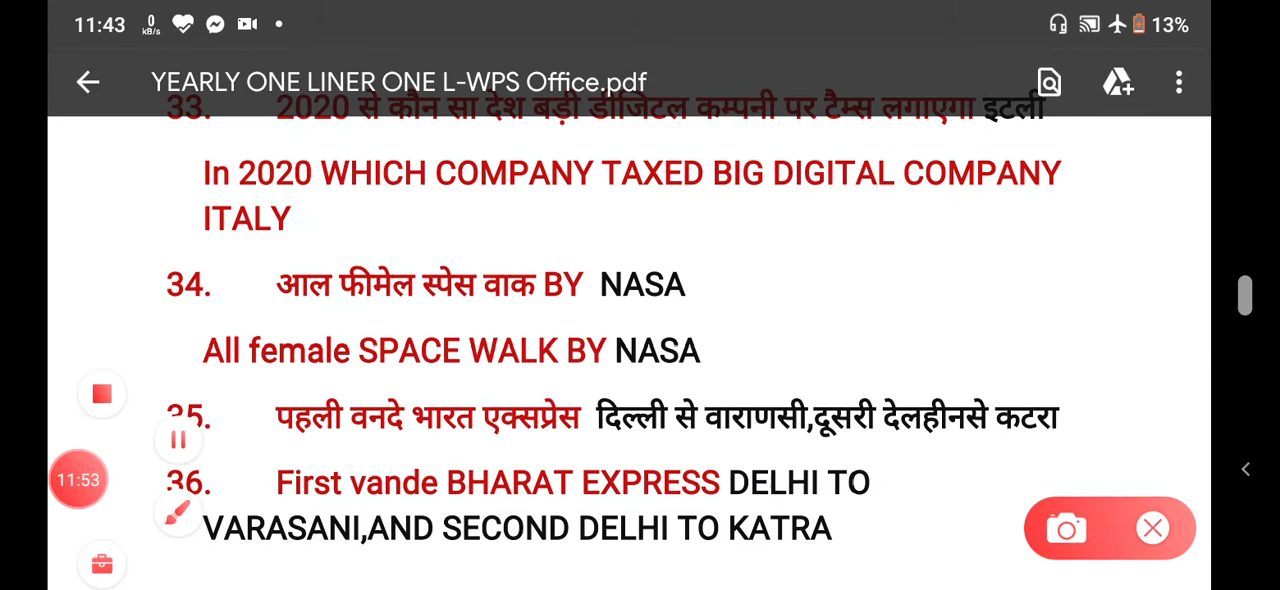 11:43 0 kB/s 13%
YEARLY ONE LINER ONE L-WPS Office.pdf
33. 2020 से कौन सा देश बड़ी डीजिटल कम्पनी पर टैम्स लगाएगा इटली
In 2020 WHICH COMPANY TAXED BIG DIGITAL COMPANY
ITALY
34. आल फीमेल स्पेस वाक BY NASA
All female SPACE WALK BY NASA
35. पहली वनदे भारत एक्सप्रेस दिल्ली से वाराणसी,दूसरी देलहीनसे कटरा
11:53
36. First vande BHARAT EXPRESS DELHI TO
VARASANI,AND SECOND DELHI TO KATRA